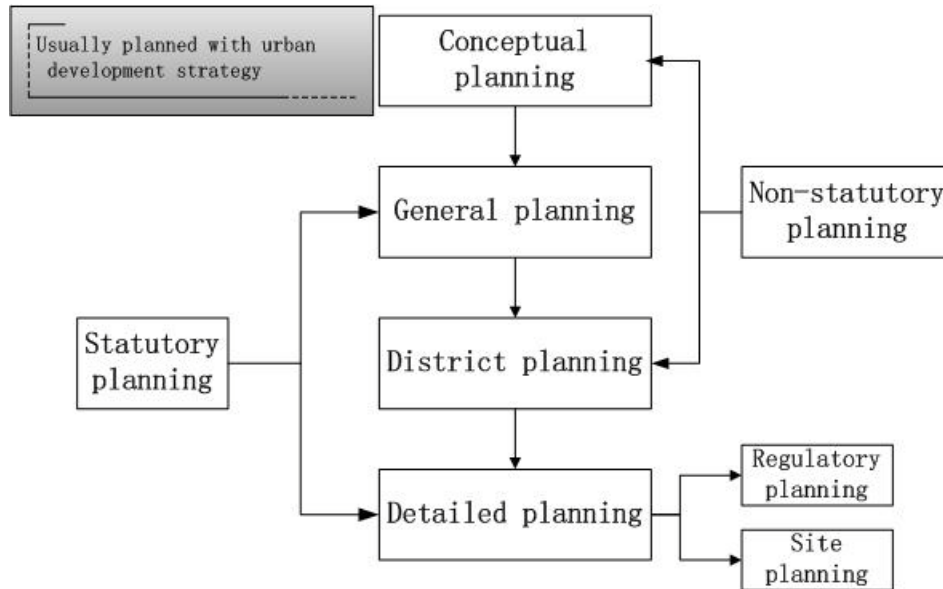 Usually planned with urban
development strategy
Conceptual
planning
General planning
Non-statutory
planning
Statutory
planning
District planning
Detailed planning
Regulatory
planning
Site
planning